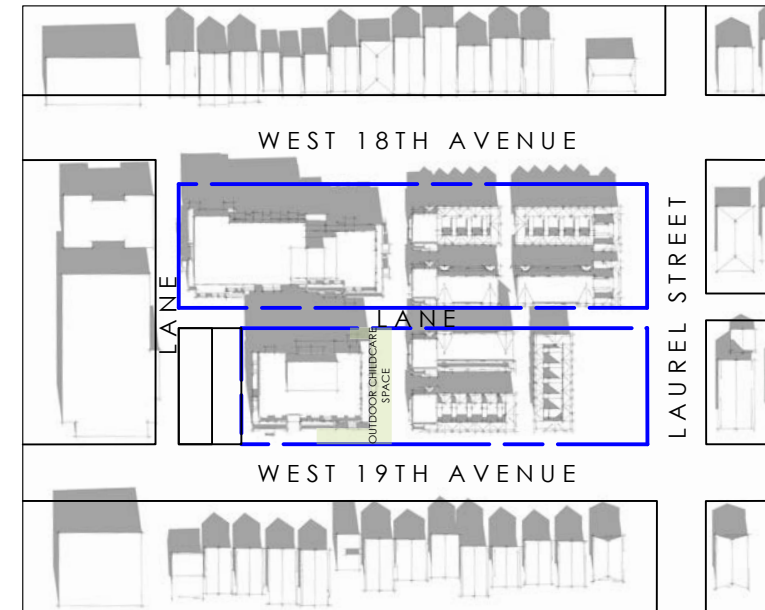 WEST 18TH AVENUE
LANE
LANE
OUTDOOR CHILDCARE
SPACE
LAUREL STREET
WEST 19TH AVENUE